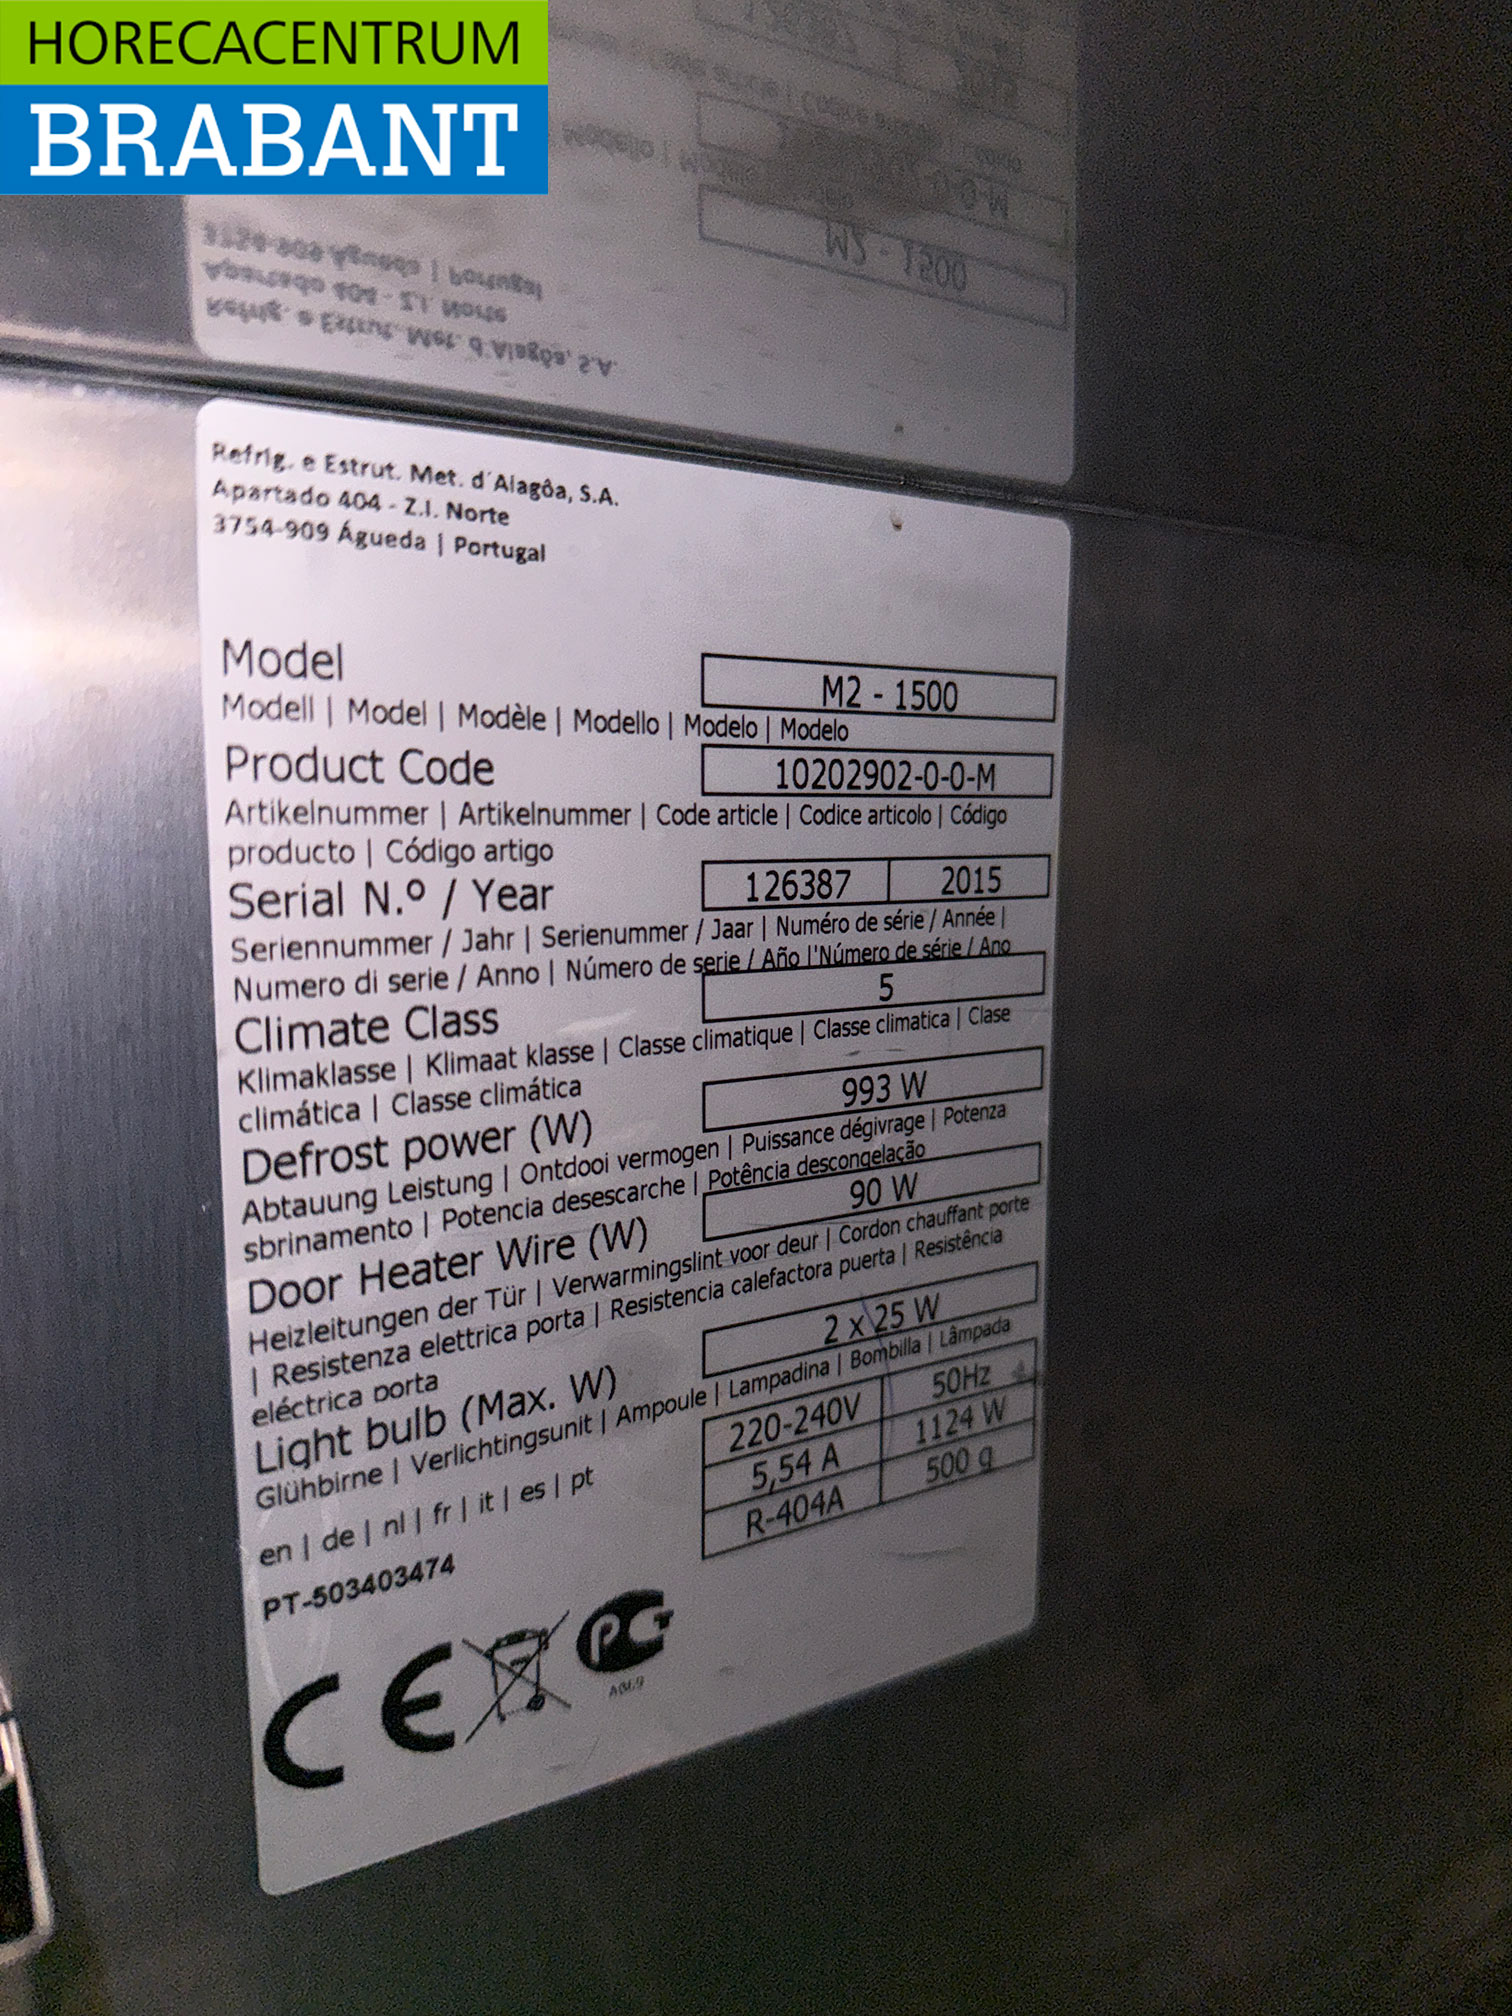 HORECACENTRUM
BRABANT
Refrig. e Estrut. Met. d´Alagôa, S.A.
Apartado 404 - Z.I. Norte
3754-909 Águeda | Portugal
Model
M2 - 1500
Modell | Model | Modèle | Modello | Modelo | Modelo
Product Code
10202902-0-0-M
Artikelnummer | Artikelnummer | Code article | Codice articolo | Código
producto | Código artigo
Serial N.º / Year
126387 2015
Seriennummer / Jahr | Serienummer / Jaar | Numéro de série / Année |
Numero di serie / Anno | Número de serie / Año l'Número de série / Ano
Climate Class
5
Klimaklasse | Klimaat klasse | Classe climatique | Classe climatica | Clase
climática | Classe climática
Defrost power (W)
993 W
Abtauung Leistung | Ontdooi vermogen | Puissance dégivrage | Potenza
sbrinamento | Potencia desescarche | Potência descongelação
Door Heater Wire (W)
90 W
Heizleitungen der Tür | Verwarmingslint voor deur | Cordon chauffant porte
| Resistenza elettrica porta | Resistencia calefactora puerta | Resistência
eléctrica porta
Light bulb (Max. W)
2 x 25 W
Glühbirne | Verlichtingsunit | Ampoule | Lampadina | Bombilla | Lâmpada
220-240V 50Hz
5,54 A 1124 W
R-404A 500 g
en | de | nl | fr | it | es | pt
PT-503403474
CE